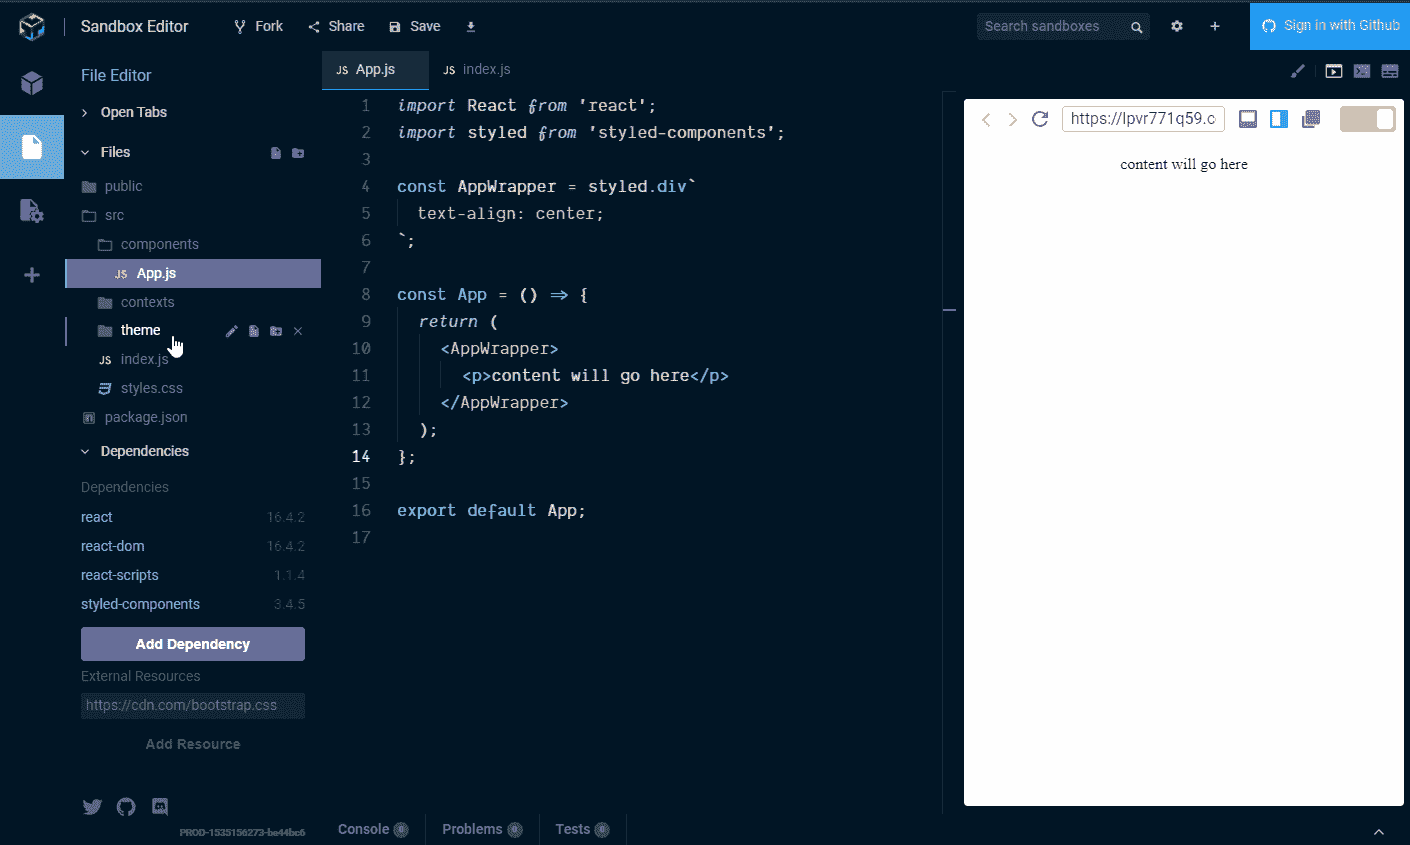 Sandbox Editor
Fork
Share
Save
Search sandboxes
Sign in with Github
File Editor
Open Tabs
Files
public
src
components
JS App.js
contexts
theme
JS index.js
styles.css
package.json
Dependencies
Dependencies
react 16.4.2
react-dom 16.4.2
react-scripts 1.1.4
styled-components 3.4.5
Add Dependency
External Resources
https://cdn.com/bootstrap.css
Add Resource
PROD-1535156273-be44bc6
JS App.js
JS index.js
1 import React from 'react';
2 import styled from 'styled-components';
3
4 const AppWrapper = styled.div`
5 text-align: center;
6 `;
7
8 const App = () => {
9 return (
10 <AppWrapper>
11 <p>content will go here</p>
12 </AppWrapper>
13 );
14 };
15
16 export default App;
17
https://lpvr771q59.c
content will go here
Console 0
Problems 0
Tests 0